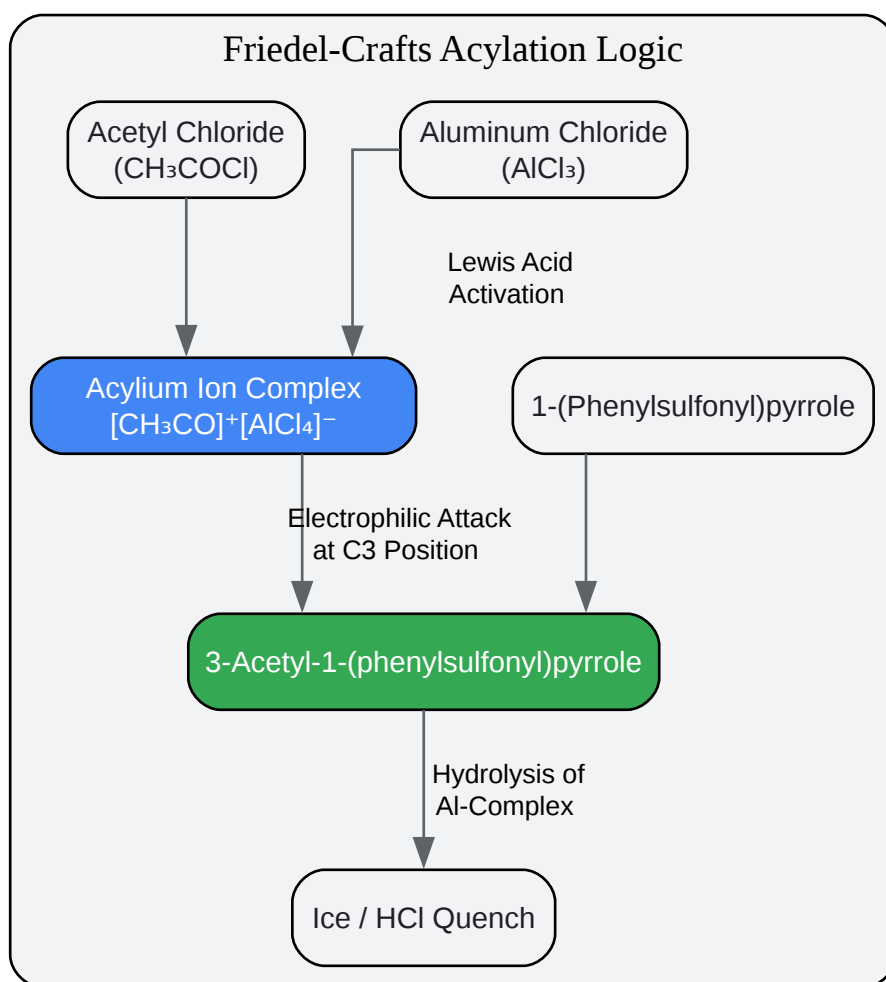 Friedel-Crafts Acylation Logic
Acetyl Chloride
(CH₃COCl)
Aluminum Chloride
(AlCl₃)
Lewis Acid
Activation
Acylium Ion Complex
[CH₃CO]⁺[AlCl₄]⁻
1-(Phenylsulfonyl)pyrrole
Electrophilic Attack
at C3 Position
3-Acetyl-1-(phenylsulfonyl)pyrrole
Hydrolysis of
Al-Complex
Ice / HCl Quench